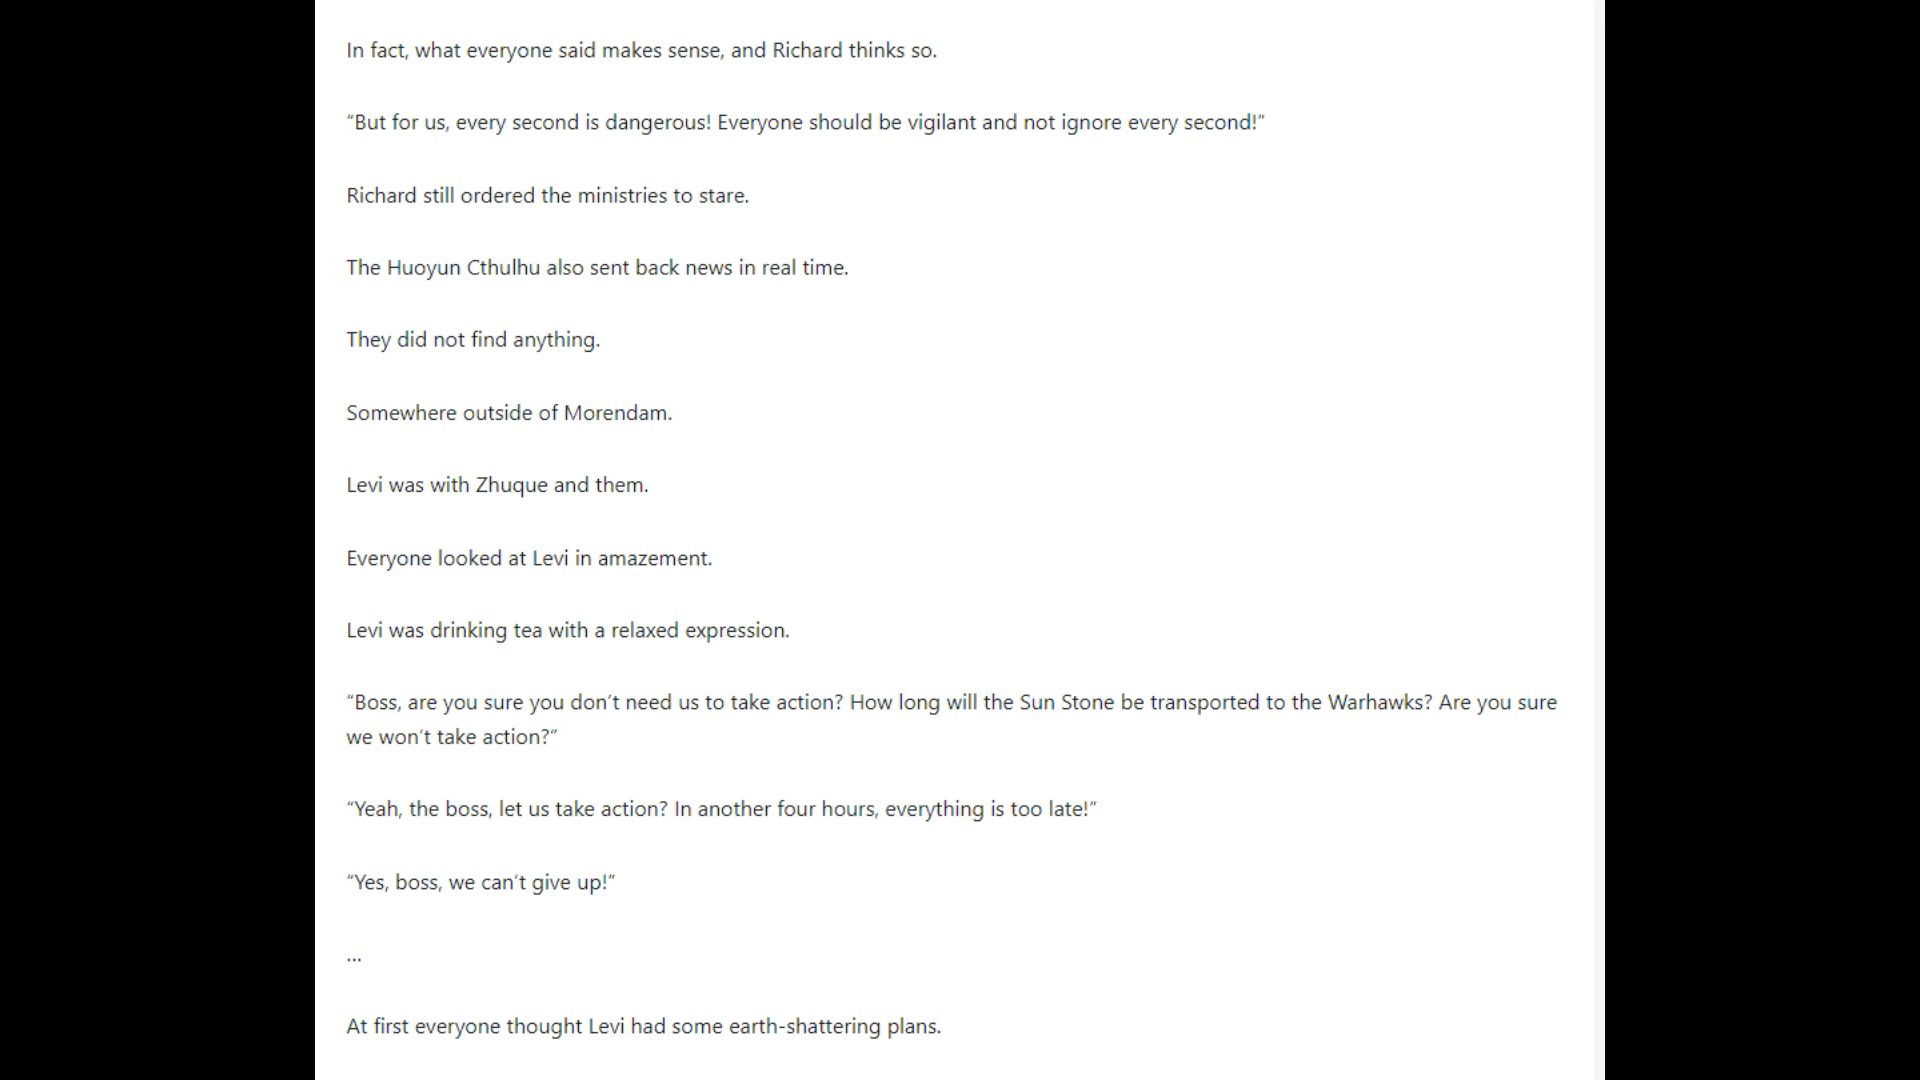 In fact, what everyone said makes sense, and Richard thinks so.
“But for us, every second is dangerous! Everyone should be vigilant and not ignore every second!”
Richard still ordered the ministries to stare.
The Huoyun Cthulhu also sent back news in real time.
They did not find anything.
Somewhere outside of Morendam.
Levi was with Zhuque and them.
Everyone looked at Levi in amazement.
Levi was drinking tea with a relaxed expression.
“Boss, are you sure you don’t need us to take action? How long will the Sun Stone be transported to the Warhawks? Are you sure
we won’t take action?”
“Yeah, the boss, let us take action? In another four hours, everything is too late!”
“Yes, boss, we can’t give up!”
…
At first everyone thought Levi had some earth-shattering plans.